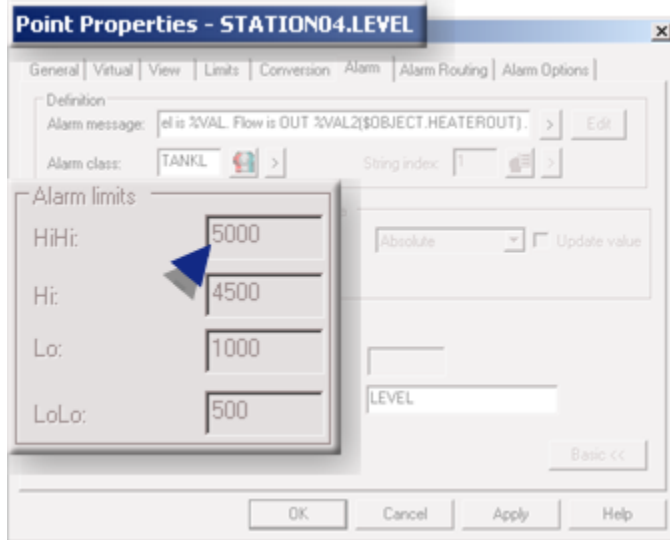 Point Properties - STATION04.LEVEL
General Virtual View Limits Conversion Alarm Alarm Routing Alarm Options
Definition
Alarm message: el is %VAL. Flow is OUT %VAL2($OBJECT.HEATEROUT). > Edit
Alarm class: TANKL > String index: 1 >
Alarm limits
HiHi: 5000
Absolute Update value
Hi: 4500
Lo: 1000
LEVEL
LoLo: 500
Basic <<
OK Cancel Apply Help